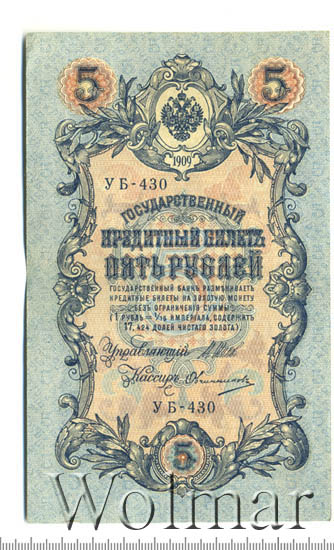 5 5
1909
УБ-430
ГОСУДАРСТВЕННЫЙ
КРЕДИТНЫЙ БИЛЕТЪ
ПЯТЬ РУБЛЕЙ
ГОСУДАРСТВЕННЫЙ БАНКЪ РАЗМѢНИВАЕТЪ
КРЕДИТНЫЕ БИЛЕТЫ НА ЗОЛОТУЮ МОНЕТУ
БЕЗЪ ОГРАНИЧЕНІЯ СУММЫ
(1 РУБЛЬ = 1/15 ИМПЕРІАЛА, СОДЕРЖИТЪ
17,424 ДОЛЕЙ ЧИСТАГО ЗОЛОТА)
Управляющій
Кассиръ Овчинниковъ
УБ-430
5
Wolmar